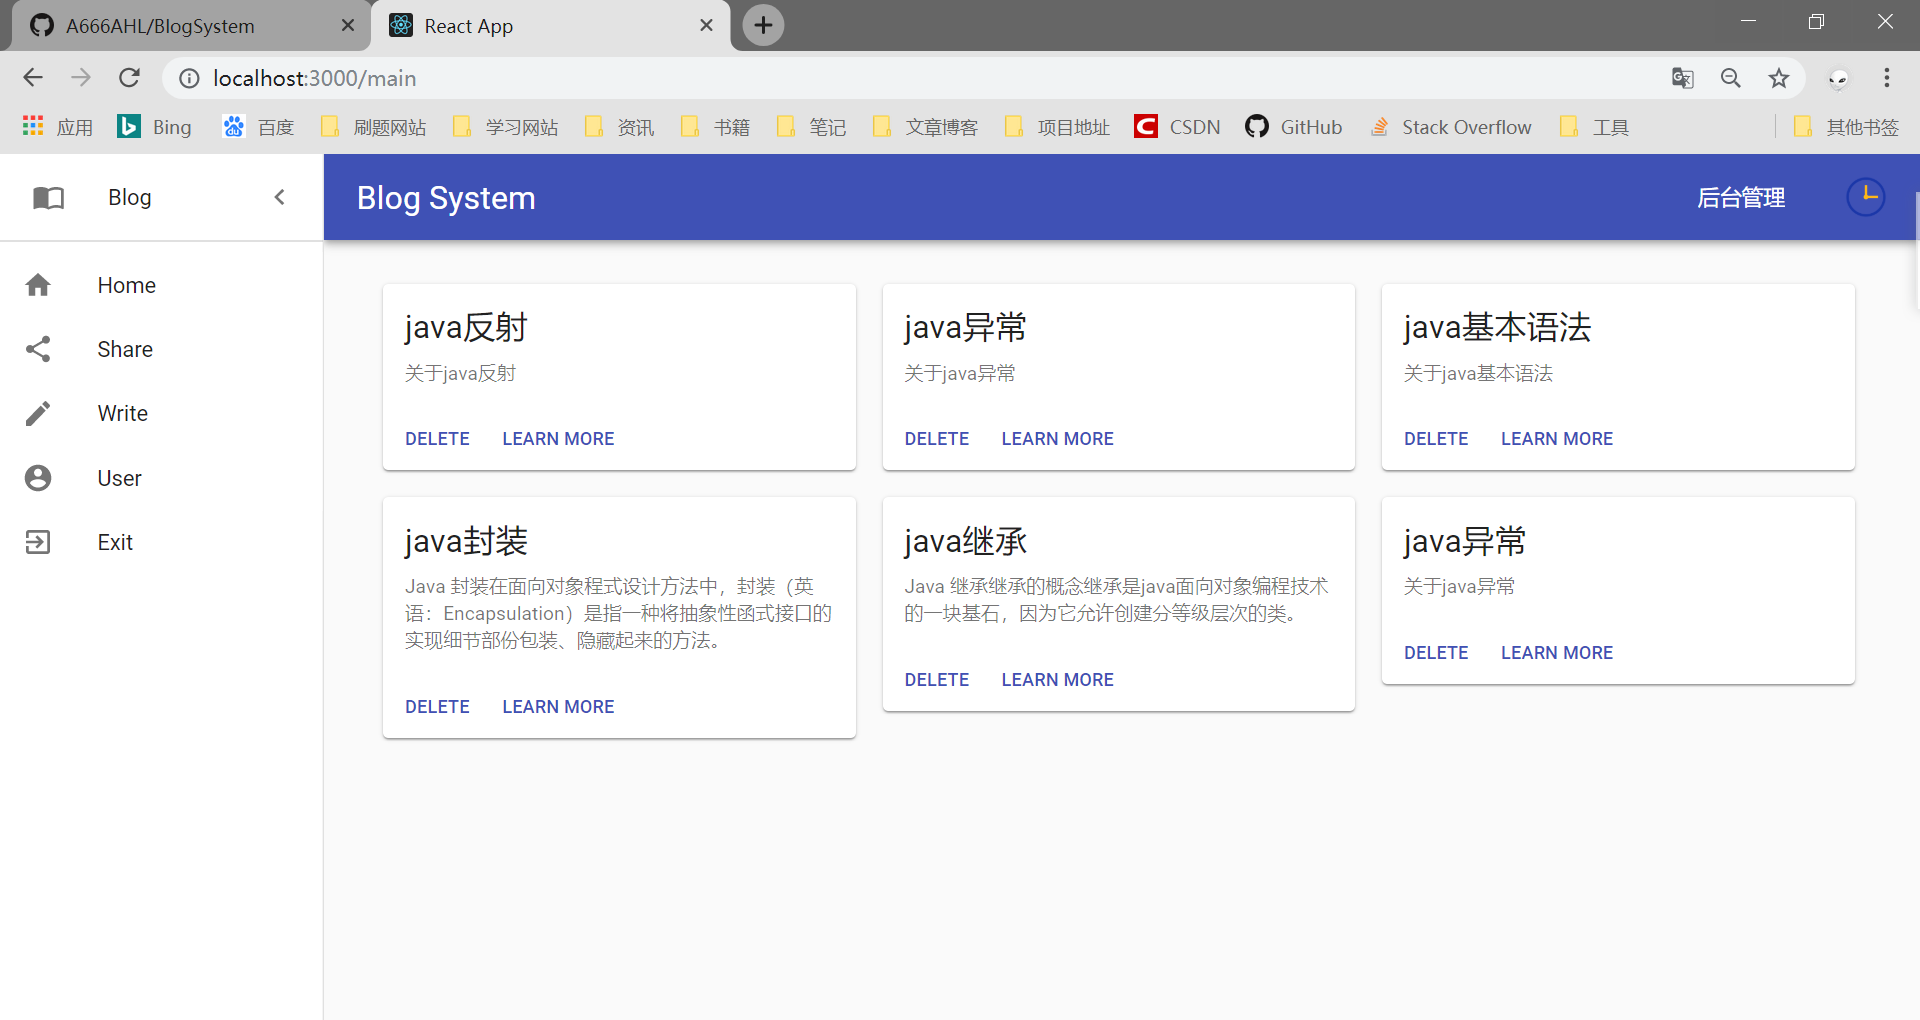 A666AHL/BlogSystem
React App
localhost:3000/main
应用 Bing 百度 刷题网站 学习网站 资讯 书籍 笔记 文章博客 项目地址 CSDN GitHub Stack Overflow 工具 其他书签
Blog
Blog System
后台管理
Home
Share
Write
User
Exit
java反射
关于java反射
DELETE LEARN MORE
java异常
关于java异常
DELETE LEARN MORE
java基本语法
关于java基本语法
DELETE LEARN MORE
java封装
Java 封装在面向对象程式设计方法中，封装（英
语：Encapsulation）是指一种将抽象性函式接口的
实现细节部份包装、隐藏起来的方法。
DELETE LEARN MORE
java继承
Java 继承继承的概念继承是java面向对象编程技术
的一块基石，因为它允许创建分等级层次的类。
DELETE LEARN MORE
java异常
关于java异常
DELETE LEARN MORE